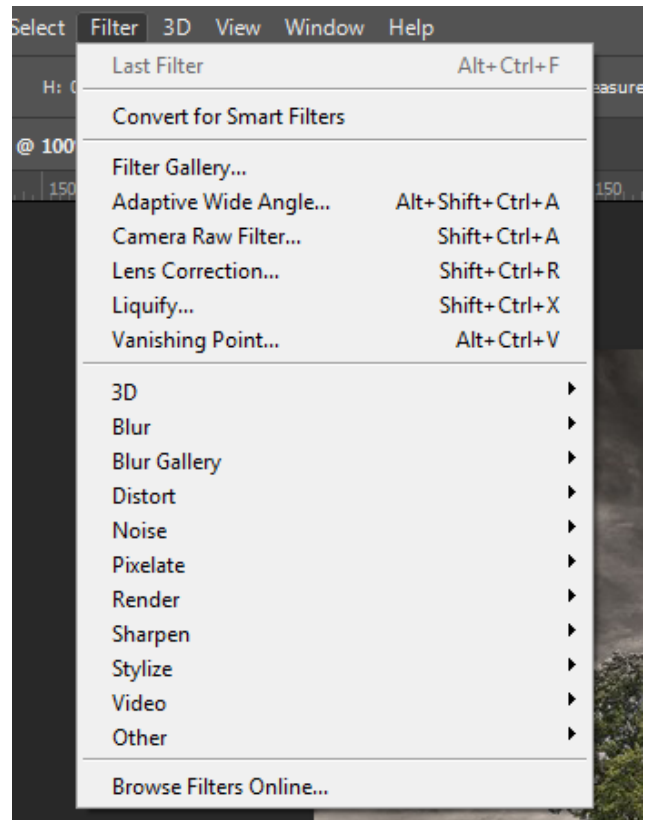 Select Filter 3D View Window Help
H:
@ 100
150
150
Last Filter Alt+Ctrl+F
Convert for Smart Filters
Filter Gallery...
Adaptive Wide Angle... Alt+Shift+Ctrl+A
Camera Raw Filter... Shift+Ctrl+A
Lens Correction... Shift+Ctrl+R
Liquify... Shift+Ctrl+X
Vanishing Point... Alt+Ctrl+V
3D
Blur
Blur Gallery
Distort
Noise
Pixelate
Render
Sharpen
Stylize
Video
Other
Browse Filters Online...